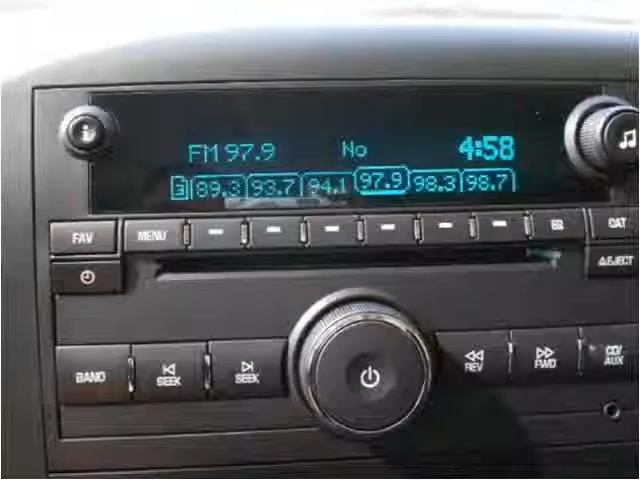 FM 97.9 No 4:58
3 89.3 93.7 94.1 97.9 98.3 98.7
FAV MENU CAT
EJECT
BAND SEEK SEEK REV FWD CD/
AUX